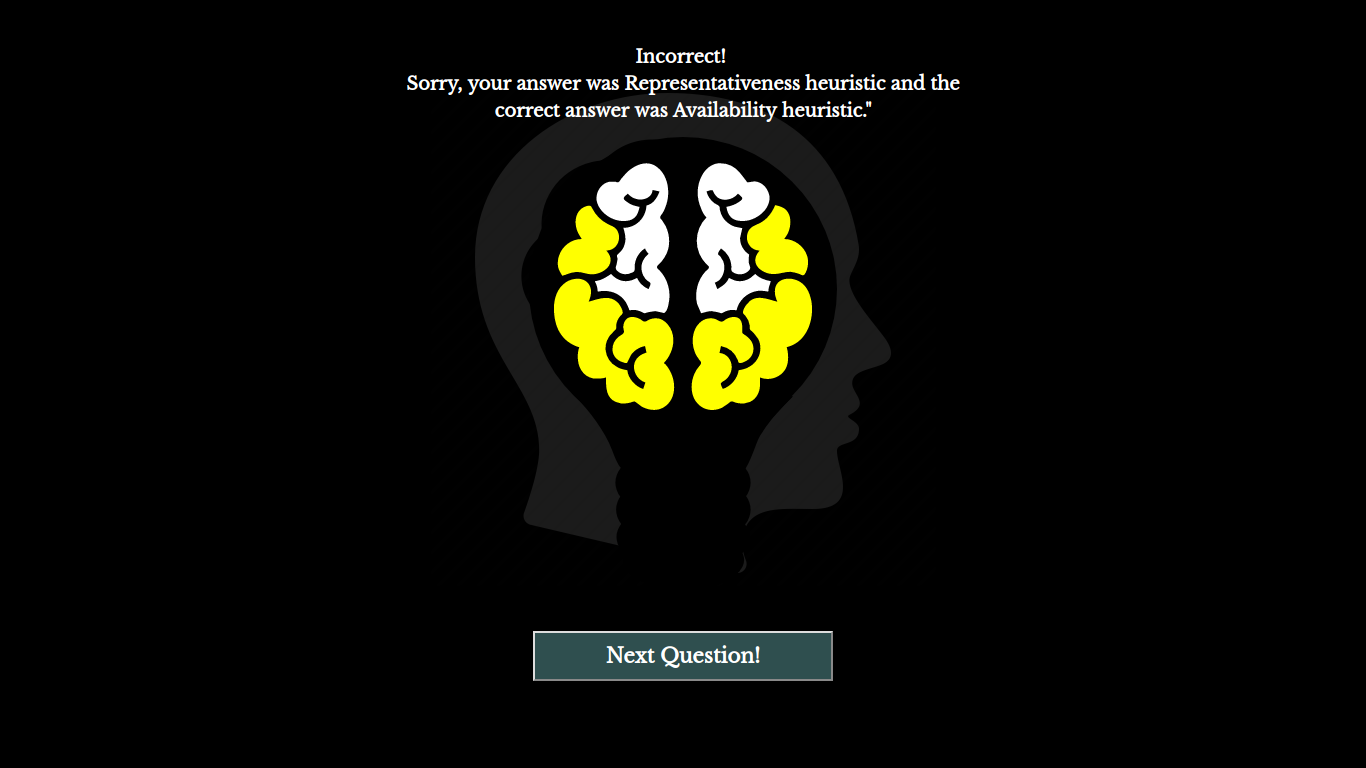 Incorrect!
Sorry, your answer was Representativeness heuristic and the
correct answer was Availability heuristic."
Next Question!